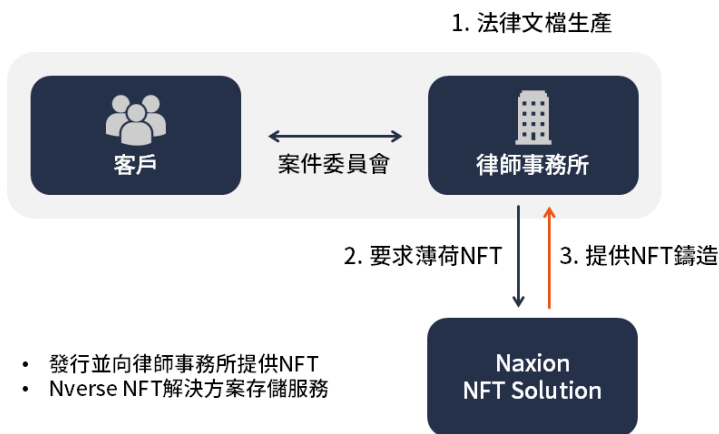 1. 法律文檔生產
客戶
案件委員會
律師事務所
2. 要求薄荷NFT
3. 提供NFT鑄造
• 發行並向律師事務所提供NFT
• Nverse NFT解決方案存儲服務
Naxion
NFT Solution